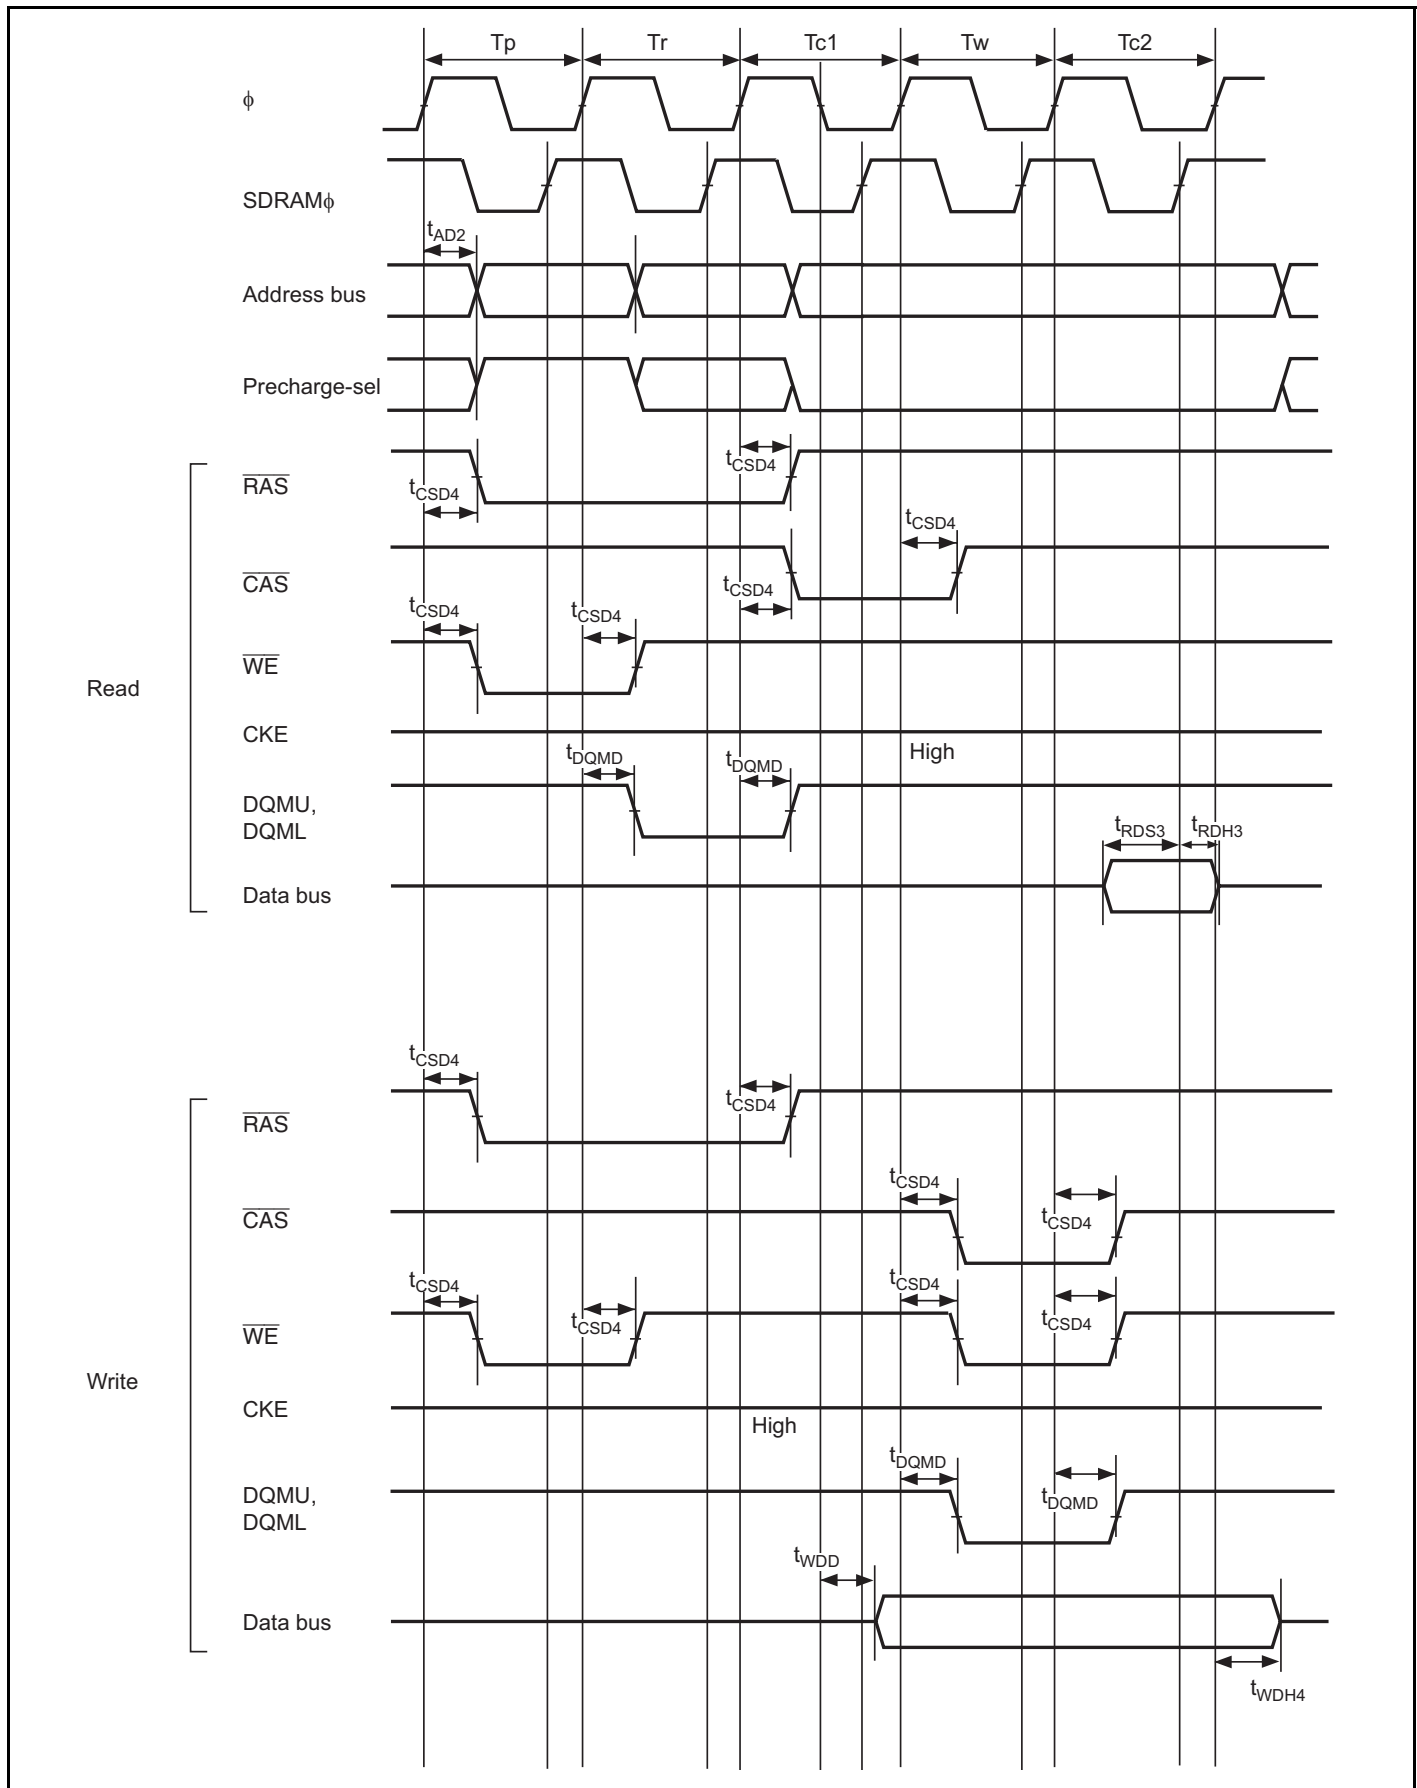 Tp Tr Tc1 Tw Tc2
ϕ
SDRAMϕ
tAD2
Address bus
Precharge-sel
Read
tCSD4
RAS
tCSD4
tCSD4
CAS
tCSD4
tCSD4 tCSD4
WE
CKE
High
tDQMD tDQMD
DQMU,
DQML
tRDS3 tRDH3
Data bus
Write
tCSD4
RAS
tCSD4
tCSD4
CAS
tCSD4
tCSD4 tCSD4
WE
tCSD4 tCSD4
CKE
High
tDQMD
DQMU,
DQML
tDQMD
tWDD
Data bus
tWDH4